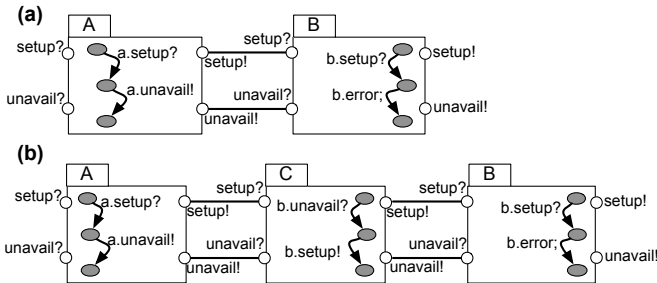 (a)
A
B
setup?
a.setup?
setup?
setup!
b.setup?
setup!
a.unavail!
unavail?
unavail?
b.error;
unavail!
unavail!
(b)
A
C
B
setup?
a.setup?
setup?
setup!
b.unavail?
setup?
setup!
b.setup?
setup!
a.unavail!
unavail?
unavail?
unavail!
b.setup!
unavail?
unavail!
b.error;
unavail!